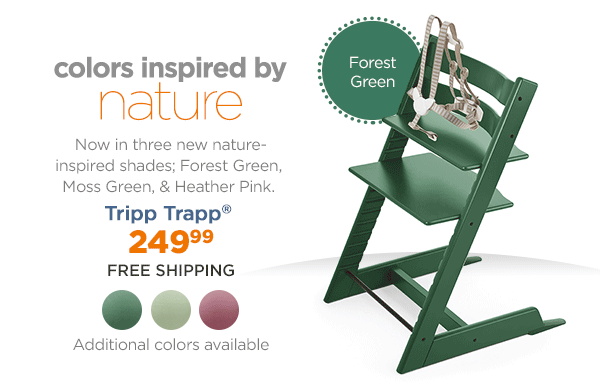 colors inspired by
nature
Now in three new nature-
inspired shades; Forest Green,
Moss Green, & Heather Pink.
Tripp Trapp®
249⁹⁹
FREE SHIPPING
Additional colors available
Forest
Green